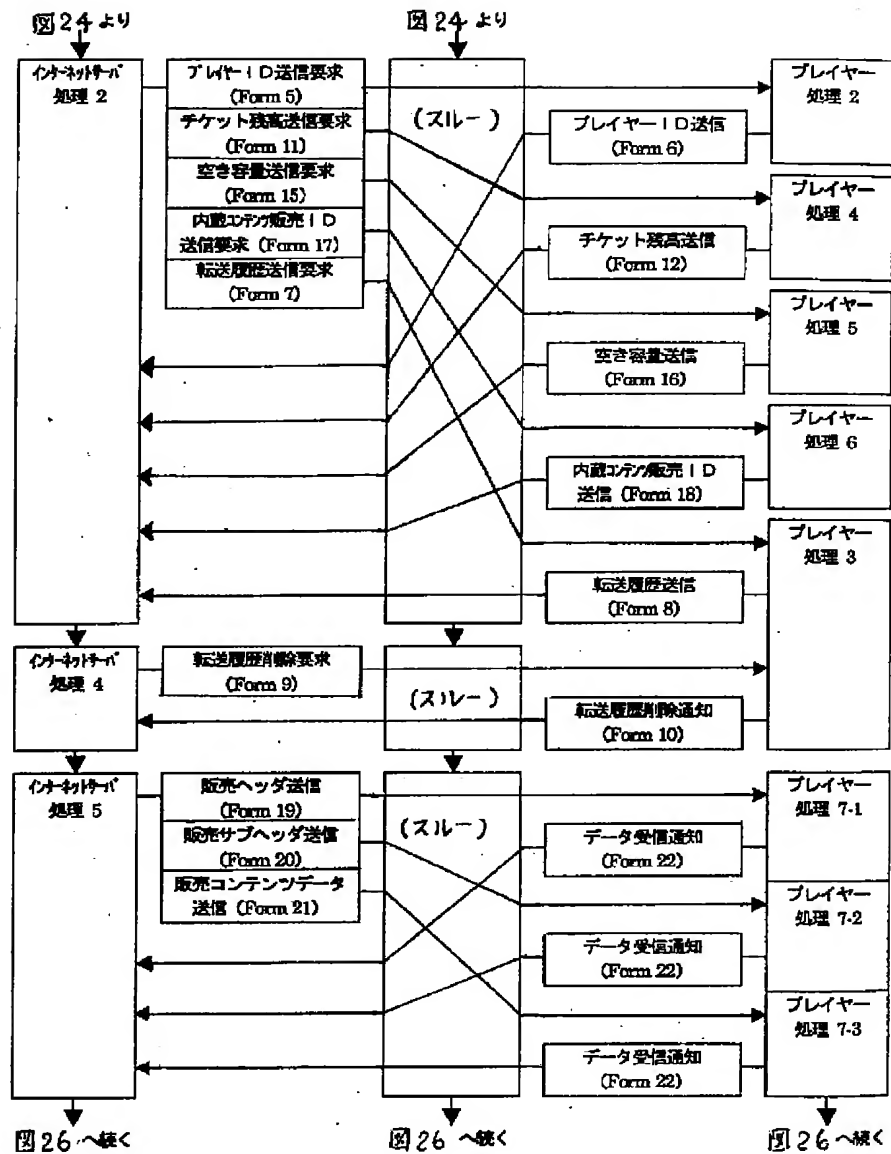 図24より
図24より
インターネットサーバ
処理 2
プレイヤーID送信要求
(Form 5)
チケット残高送信要求
(Form 11)
空き容量送信要求
(Form 15)
内蔵コンテンツ販売ID
送信要求 (Form 17)
転送履歴送信要求
(Form 7)
(スルー)
プレイヤーID送信
(Form 6)
チケット残高送信
(Form 12)
空き容量送信
(Form 16)
内蔵コンテンツ販売ID
送信 (Form 18)
転送履歴送信
(Form 8)
プレイヤー
処理 2
プレイヤー
処理 4
プレイヤー
処理 5
プレイヤー
処理 6
プレイヤー
処理 3
インターネットサーバ
処理 4
転送履歴削除要求
(Form 9)
(スルー)
転送履歴削除通知
(Form 10)
インターネットサーバ
処理 5
販売ヘッダ送信
(Form 19)
販売サブヘッダ送信
(Form 20)
販売コンテンツデータ
送信 (Form 21)
(スルー)
データ受信通知
(Form 22)
データ受信通知
(Form 22)
データ受信通知
(Form 22)
プレイヤー
処理 7-1
プレイヤー
処理 7-2
プレイヤー
処理 7-3
図26へ続く
図26へ続く
図26へ続く